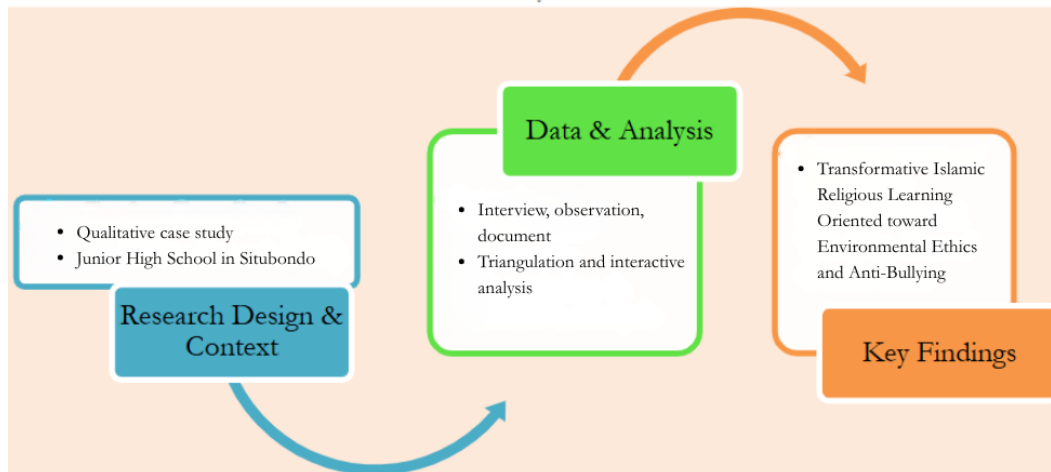 • Qualitative case study
• Junior High School in Situbondo
Research Design &
Context
Data & Analysis
• Interview, observation,
document
• Triangulation and interactive
analysis
• Transformative Islamic
Religious Learning
Oriented toward
Environmental Ethics
and Anti-Bullying
Key Findings